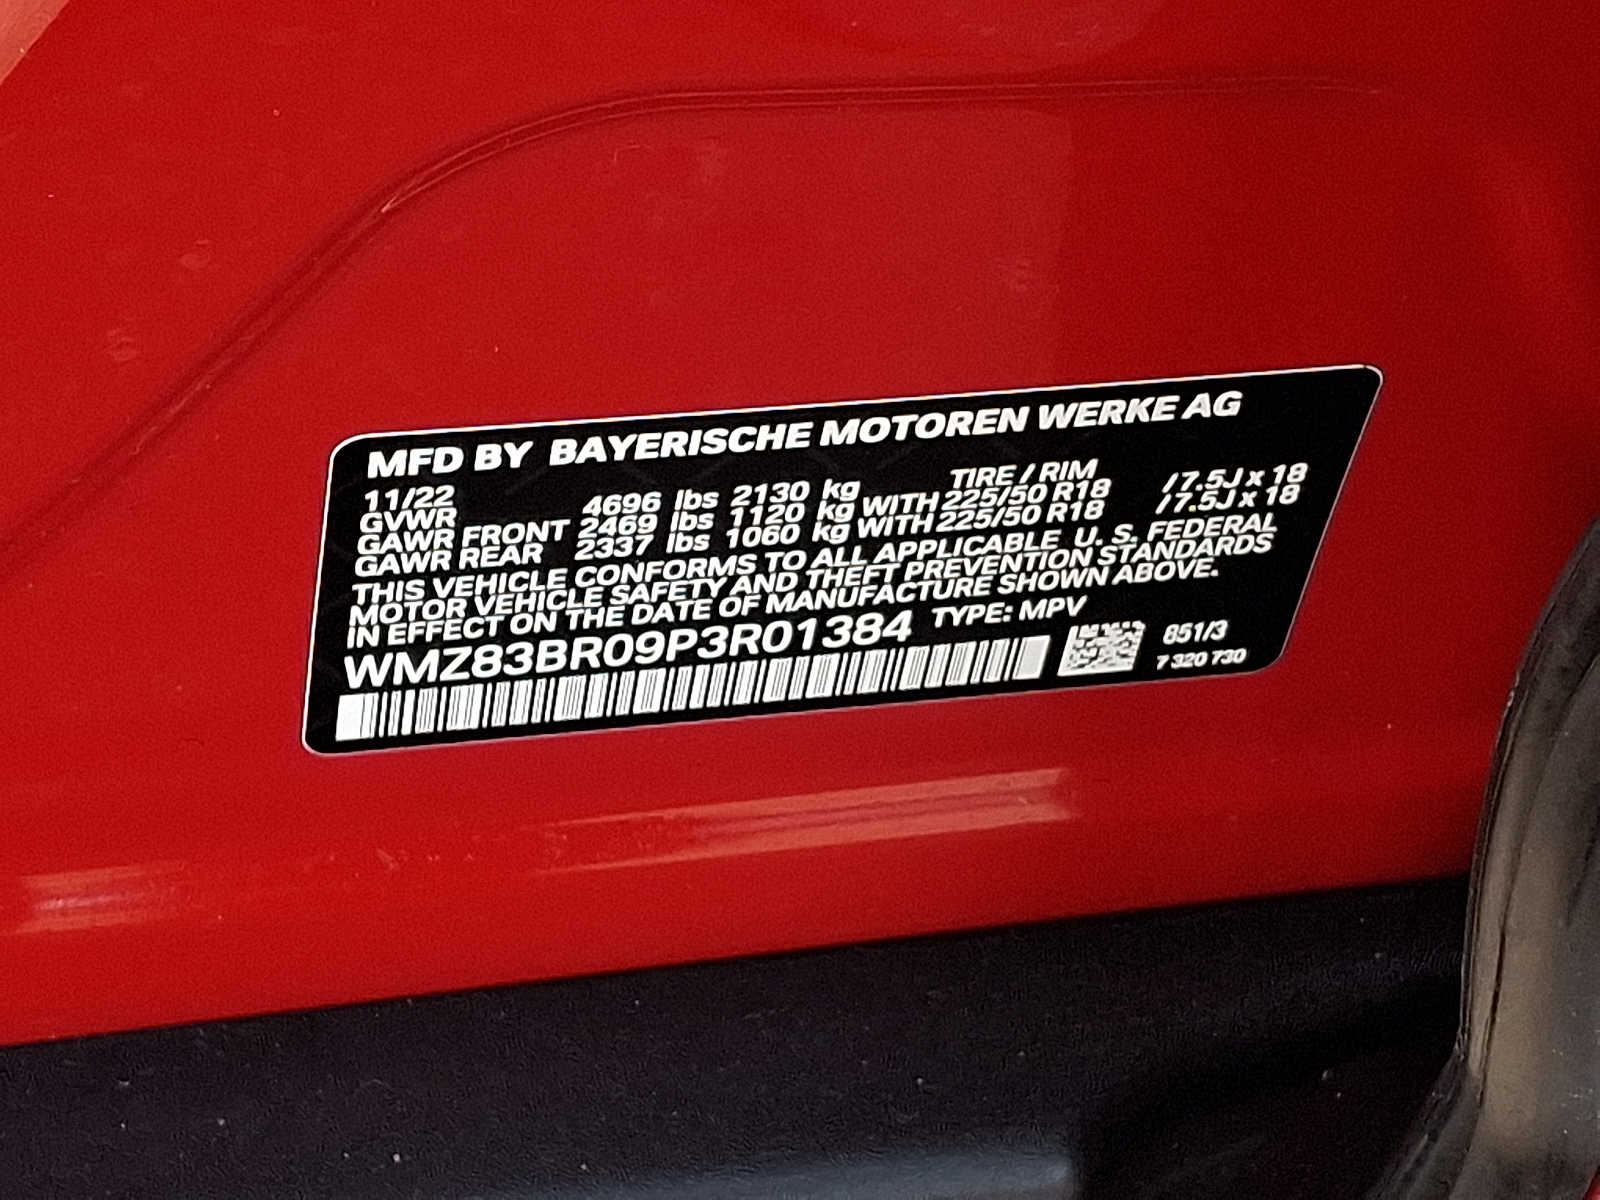 MFD BY BAYERISCHE MOTOREN WERKE AG
11/22 TIRE / RIM
GVWR 4696 lbs 2130 kg
GAWR FRONT 2469 lbs 1120 kg WITH 225/50 R18 / 7.5J x 18
GAWR REAR 2337 lbs 1060 kg WITH 225/50 R18 / 7.5J x 18
THIS VEHICLE CONFORMS TO ALL APPLICABLE U. S. FEDERAL
MOTOR VEHICLE SAFETY AND THEFT PREVENTION STANDARDS
IN EFFECT ON THE DATE OF MANUFACTURE SHOWN ABOVE.
WMZ83BR09P3R01384 TYPE: MPV
851/3
7 320 730